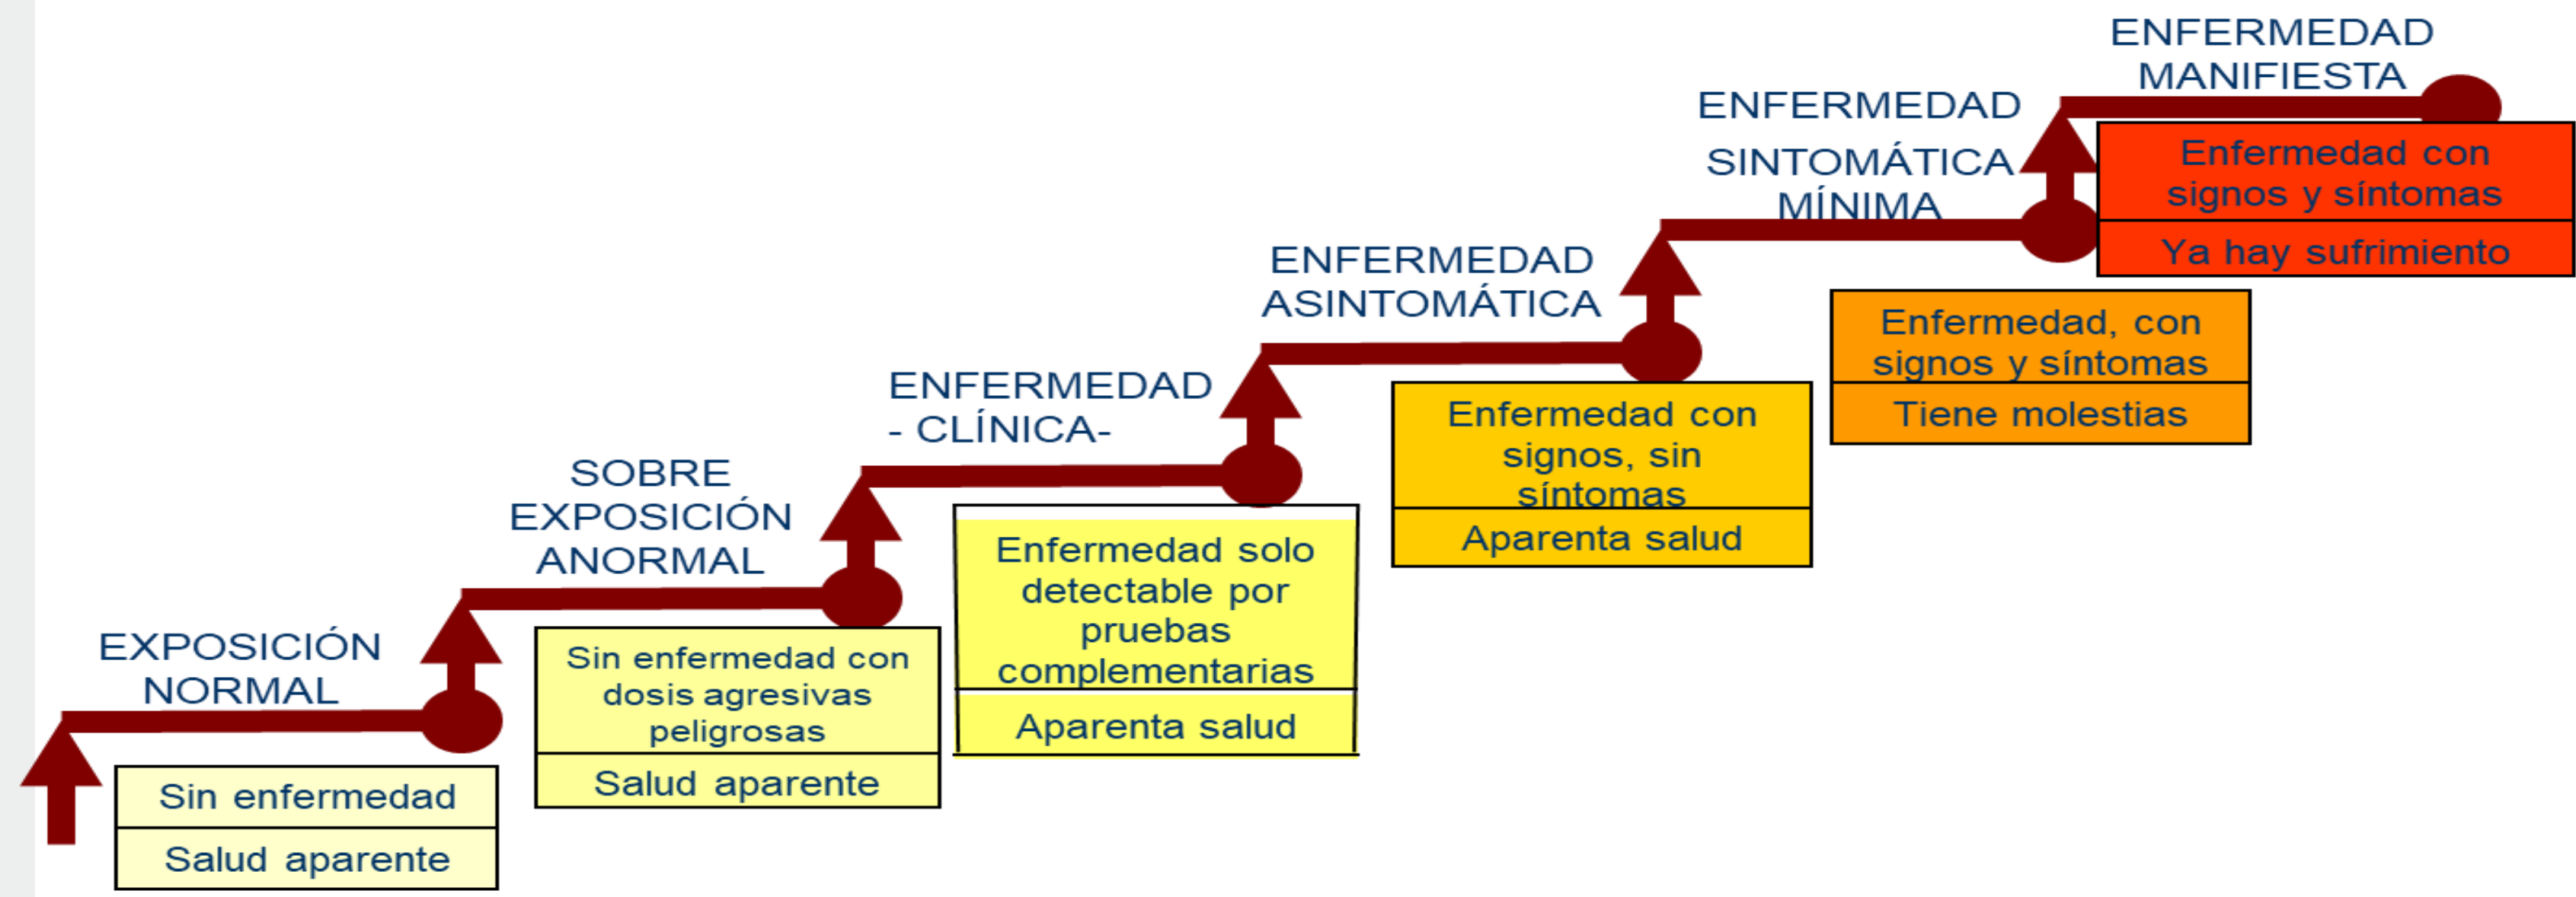 EXPOSICIÓN
NORMAL
Sin enfermedad
Salud aparente
SOBRE
EXPOSICIÓN
ANORMAL
Sin enfermedad con
dosis agresivas
peligrosas
Salud aparente
ENFERMEDAD
- CLÍNICA-
Enfermedad solo
detectable por
pruebas
complementarias
Aparenta salud
ENFERMEDAD
ASINTOMÁTICA
Enfermedad con
signos, sin
síntomas
Aparenta salud
ENFERMEDAD
SINTOMÁTICA
MÍNIMA
Enfermedad, con
signos y síntomas
Tiene molestias
ENFERMEDAD
MANIFIESTA
Enfermedad con
signos y síntomas
Ya hay sufrimiento